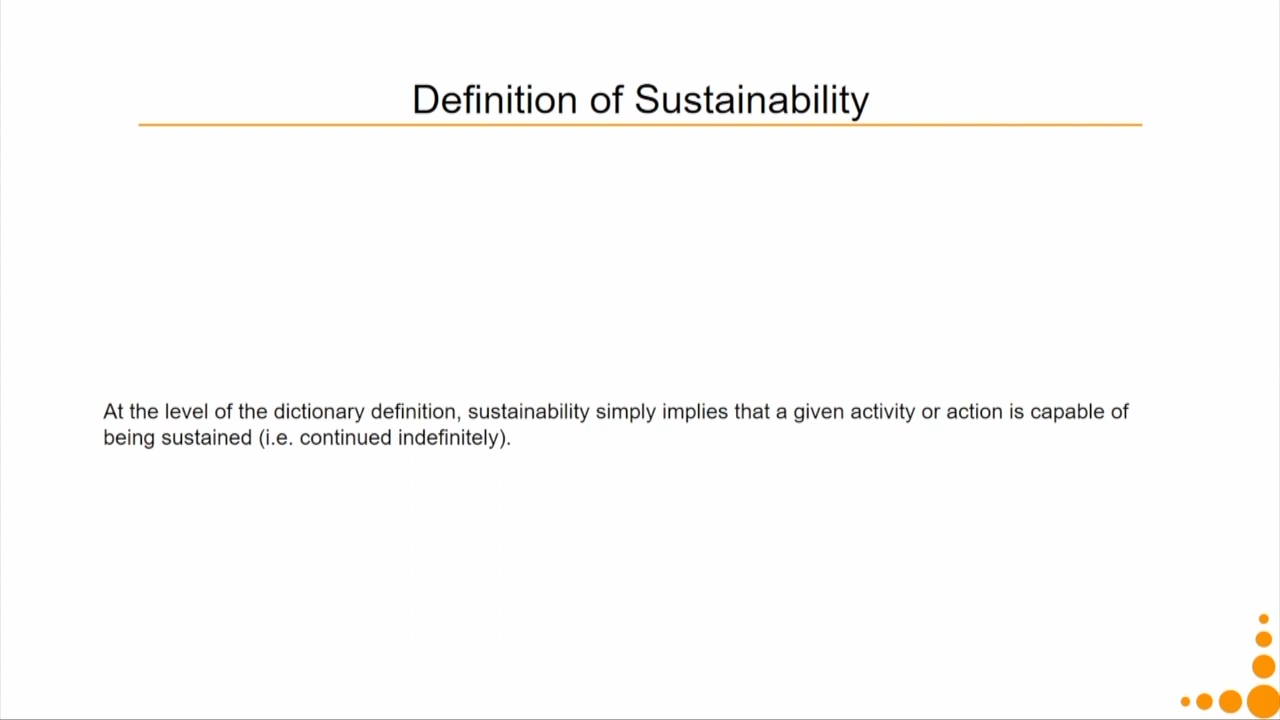 Definition of Sustainability
At the level of the dictionary definition, sustainability simply implies that a given activity or action is capable of
being sustained (i.e. continued indefinitely).